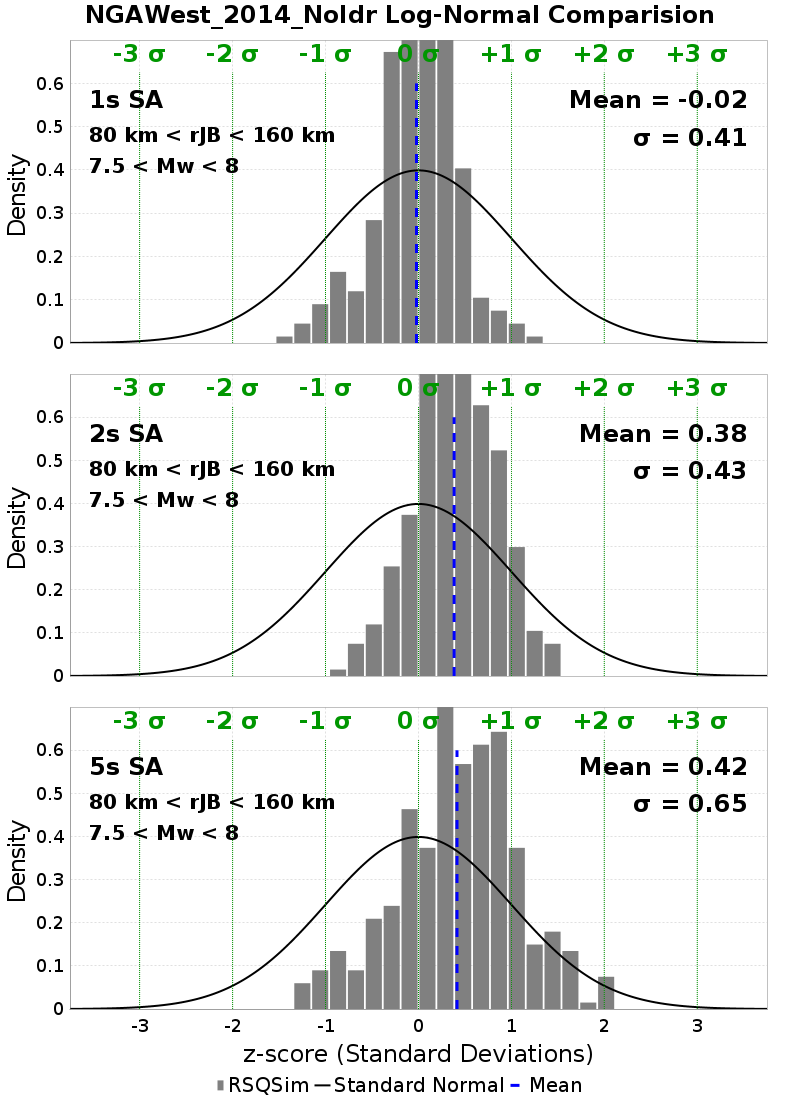 NGAWest_2014_NoIdr Log-Normal Comparision
-3 σ -2 σ -1 σ 0 σ +1 σ +2 σ +3 σ
1s SA
Mean = -0.02
80 km < rJB < 160 km
σ = 0.41
7.5 < Mw < 8
Density
0.6
0.5
0.4
0.3
0.2
0.1
0
-3 σ -2 σ -1 σ 0 σ +1 σ +2 σ +3 σ
2s SA
Mean = 0.38
80 km < rJB < 160 km
σ = 0.43
7.5 < Mw < 8
Density
0.6
0.5
0.4
0.3
0.2
0.1
0
-3 σ -2 σ -1 σ 0 σ +1 σ +2 σ +3 σ
5s SA
Mean = 0.42
80 km < rJB < 160 km
σ = 0.65
7.5 < Mw < 8
Density
0.6
0.5
0.4
0.3
0.2
0.1
0
-3 -2 -1 0 1 2 3
z-score (Standard Deviations)
RSQSim Standard Normal Mean